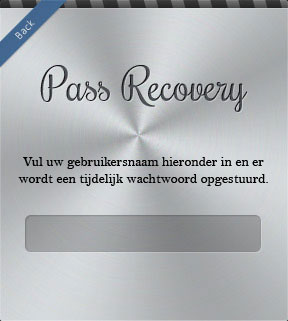 Back
Pass Recovery
Vul uw gebruikersnaam hieronder in en er
wordt een tijdelijk wachtwoord opgestuurd.